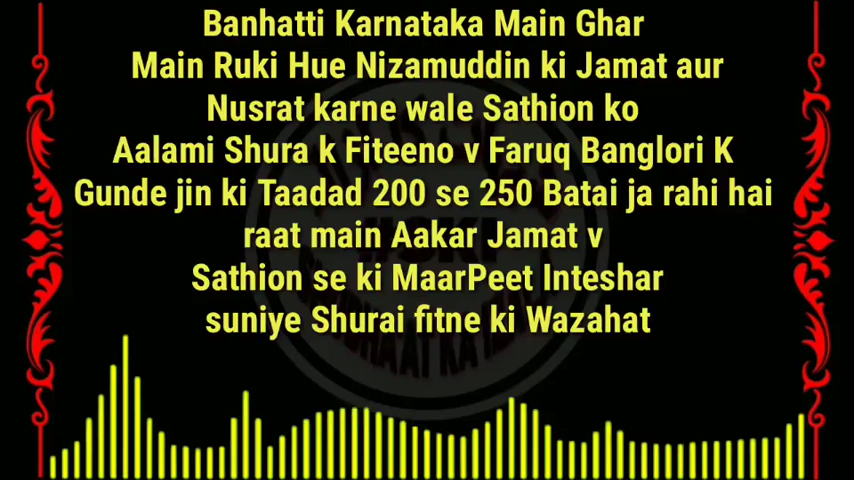 Banhatti Karnataka Main Ghar
Main Ruki Hue Nizamuddin ki Jamat aur
Nusrat karne wale Sathion ko
Aalami Shura k Fiteeno v Faruq Banglori K
Gunde jin ki Taadad 200 se 250 Batai ja rahi hai
raat main Aakar Jamat v
Sathion se ki MaarPeet Inteshar
suniye Shurai fitne ki Wazahat